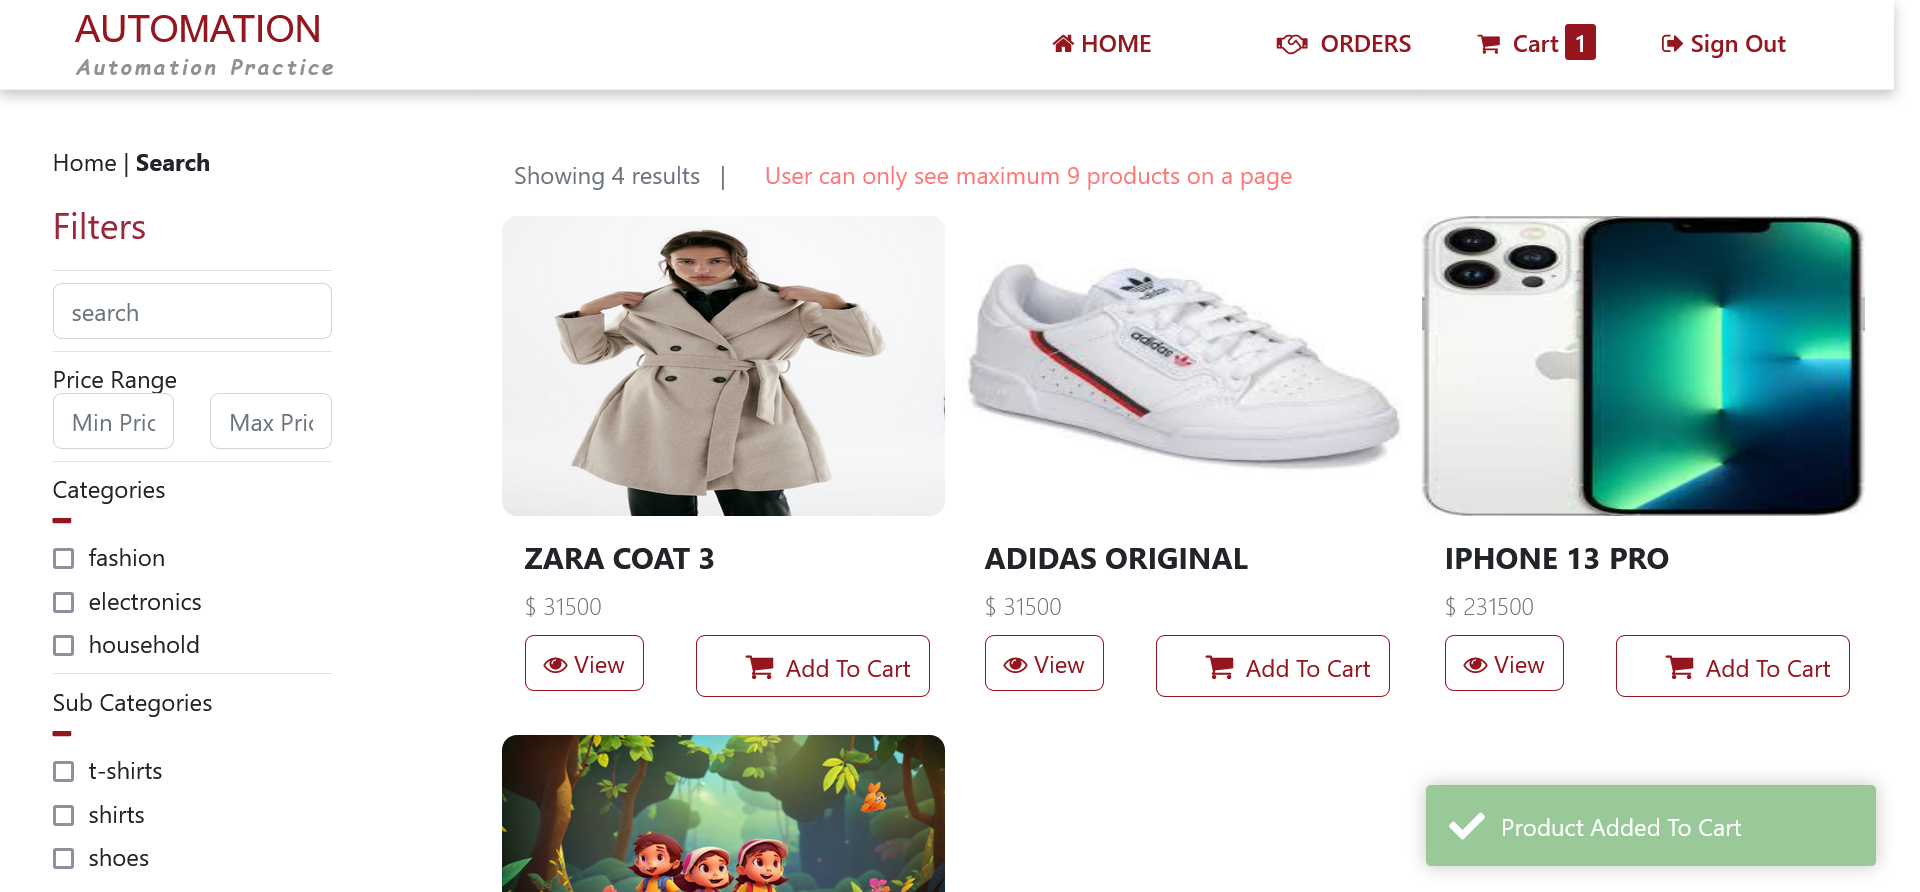 AUTOMATION
Automation Practice
HOME
ORDERS
Cart 1
Sign Out
Home | Search
Showing 4 results | User can only see maximum 9 products on a page
Filters
search
Price Range
Min Pric
Max Pric
Categories
fashion
electronics
household
Sub Categories
t-shirts
shirts
shoes
adidas
ZARA COAT 3
$ 31500
View
Add To Cart
ADIDAS ORIGINAL
$ 31500
View
Add To Cart
IPHONE 13 PRO
$ 231500
View
Add To Cart
Product Added To Cart